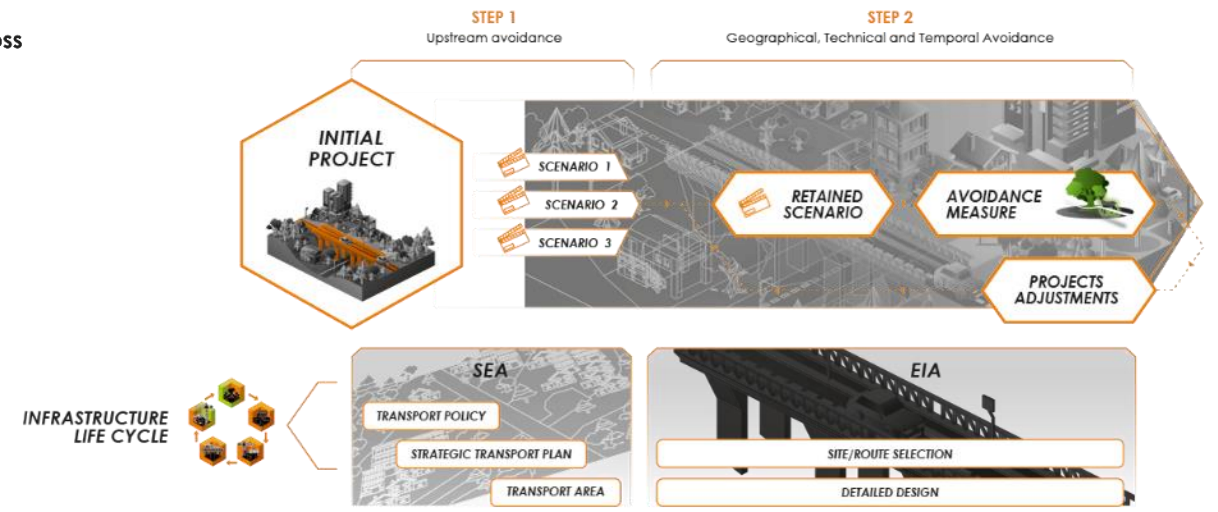 STEP 1
Upstream avoidance
STEP 2
Geographical, Technical and Temporal Avoidance
oss
INITIAL
PROJECT
SCENARIO 1
SCENARIO 2
SCENARIO 3
RETAINED
SCENARIO
AVOIDANCE
MEASURE
PROJECTS
ADJUSTMENTS
INFRASTRUCTURE
LIFE CYCLE
SEA
TRANSPORT POLICY
STRATEGIC TRANSPORT PLAN
TRANSPORT AREA
EIA
SITE/ROUTE SELECTION
DETAILED DESIGN